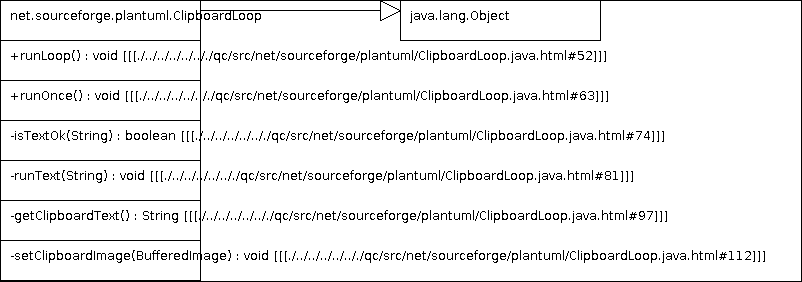 net.sourceforge.plantuml.ClipboardLoop
java.lang.Object
+runLoop() : void [[[./../../../../../../qc/src/net/sourceforge/plantuml/ClipboardLoop.java.html#52]]]
+runOnce() : void [[[./../../../../../../qc/src/net/sourceforge/plantuml/ClipboardLoop.java.html#63]]]
-isTextOk(String) : boolean [[[./../../../../../../qc/src/net/sourceforge/plantuml/ClipboardLoop.java.html#74]]]
-runText(String) : void [[[./../../../../../../qc/src/net/sourceforge/plantuml/ClipboardLoop.java.html#81]]]
-getClipboardText() : String [[[./../../../../../../qc/src/net/sourceforge/plantuml/ClipboardLoop.java.html#97]]]
-setClipboardImage(BufferedImage) : void [[[./../../../../../../qc/src/net/sourceforge/plantuml/ClipboardLoop.java.html#112]]]